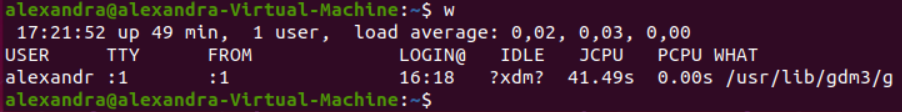 alexandra@alexandra-Virtual-Machine:~$ w
 17:21:52 up 49 min,  1 user,  load average: 0,02, 0,03, 0,00
USER     TTY      FROM             LOGIN@   IDLE   JCPU   PCPU WHAT
alexandr :1       :1               16:18   ?xdm?  41.49s  0.00s /usr/lib/gdm3/g
alexandra@alexandra-Virtual-Machine:~$